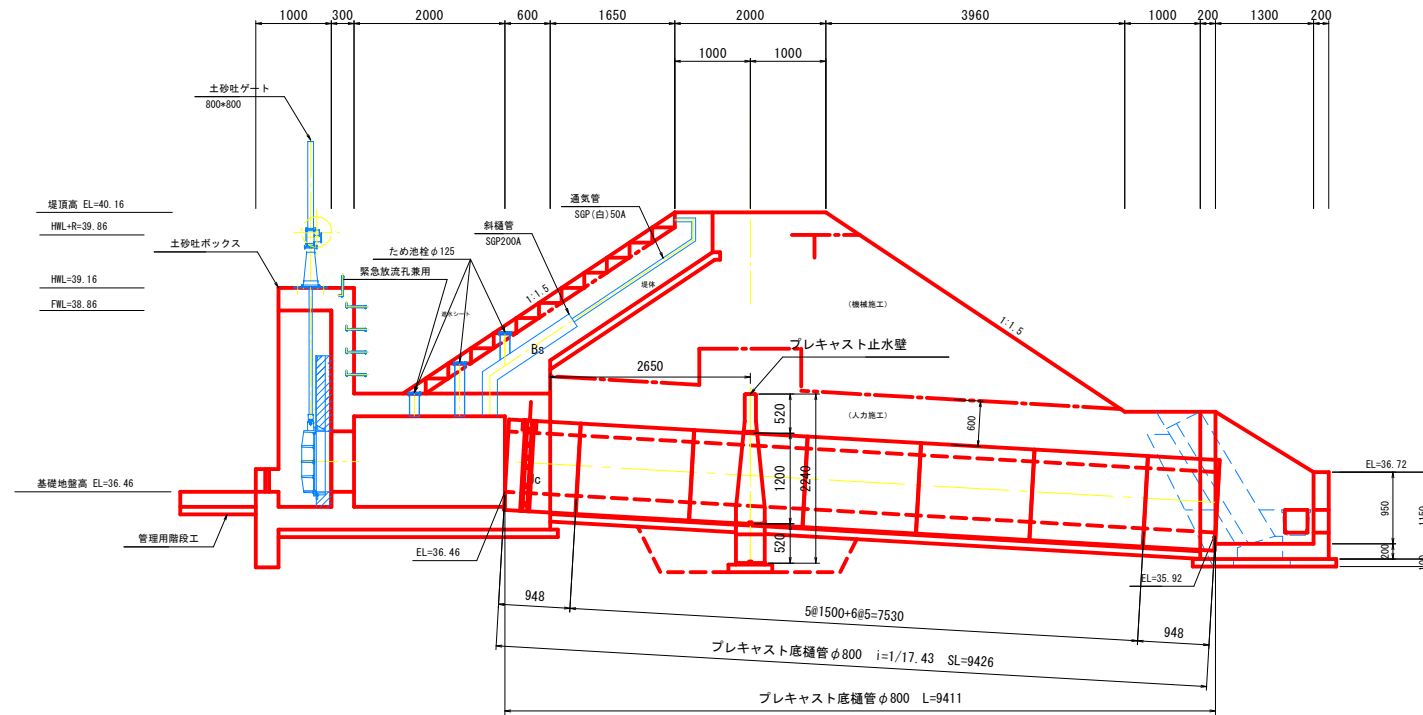 1000
300
2000
600
1650
2000
3960
1000
200
1300
200
1000
1000
土砂吐ゲート
800*800
通気管
SGP(白)50A
堤頂高 EL=40.16
HWL+R=39.86
斜樋管
SGP200A
土砂吐ボックス
ため池栓φ125
緊急放流孔兼用
HWL=39.16
FWL=38.86
1:1.5
堤体
(機械施工)
遮水シート
1:1.5
Bs
プレキャスト止水壁
2650
520
(人力施工)
600
1200
2240
c
EL=36.72
基礎地盤高 EL=36.46
950
1150
管理用階段工
520
200
EL=36.46
100
EL=35.92
948
5@1500+6@5=7530
948
プレキャスト底樋管φ800 i=1/17.43 SL=9426
プレキャスト底樋管φ800 L=9411